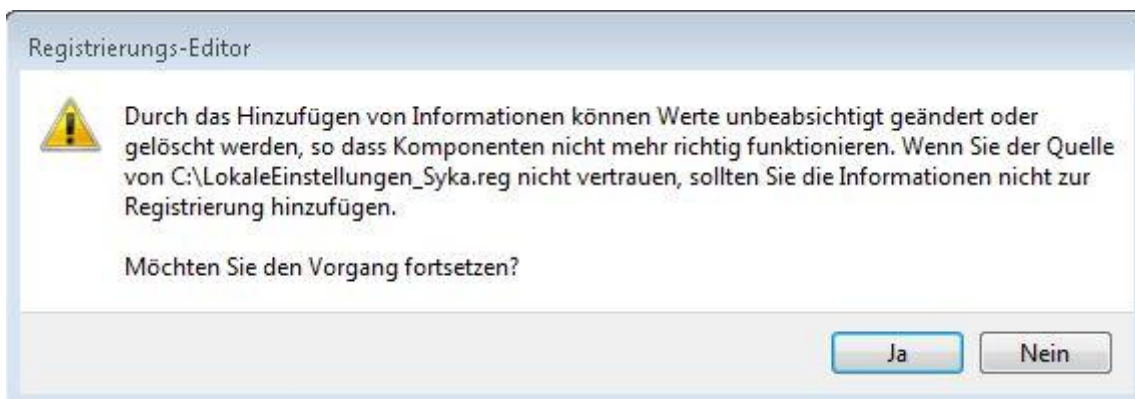 Registrierungs-Editor
Durch das Hinzufügen von Informationen können Werte unbeabsichtigt geändert oder
gelöscht werden, so dass Komponenten nicht mehr richtig funktionieren. Wenn Sie der Quelle
von C:\LokaleEinstellungen_Syka.reg nicht vertrauen, sollten Sie die Informationen nicht zur
Registrierung hinzufügen.
Möchten Sie den Vorgang fortsetzen?
Ja
Nein